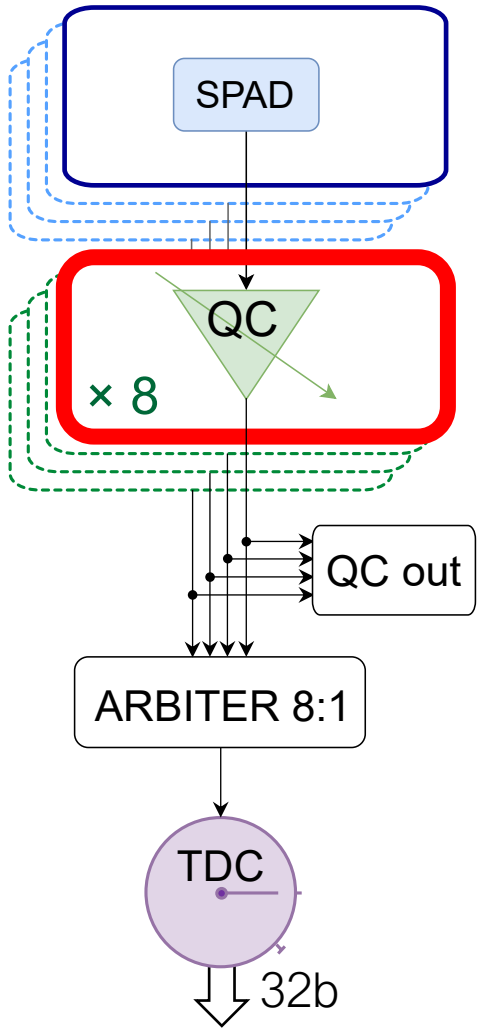 SPAD
QC
× 8
QC out
ARBITER 8:1
TDC
32b